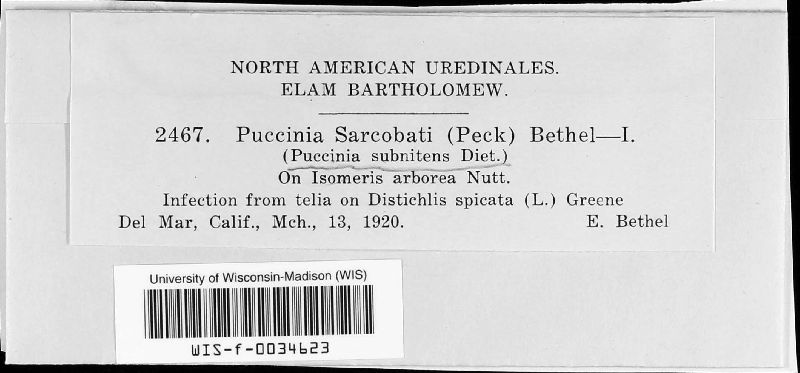 NORTH AMERICAN UREDINALES.
ELAM BARTHOLOMEW.
2467. Puccinia Sarcobati (Peck) Bethel—I.
(Puccinia subnitens Diet.)
On Isomeris arborea Nutt.
Infection from telia on Distichlis spicata (L.) Greene
Del Mar, Calif., Mch., 13, 1920. E. Bethel
University of Wisconsin-Madison (WIS)
WIS-f-0034623